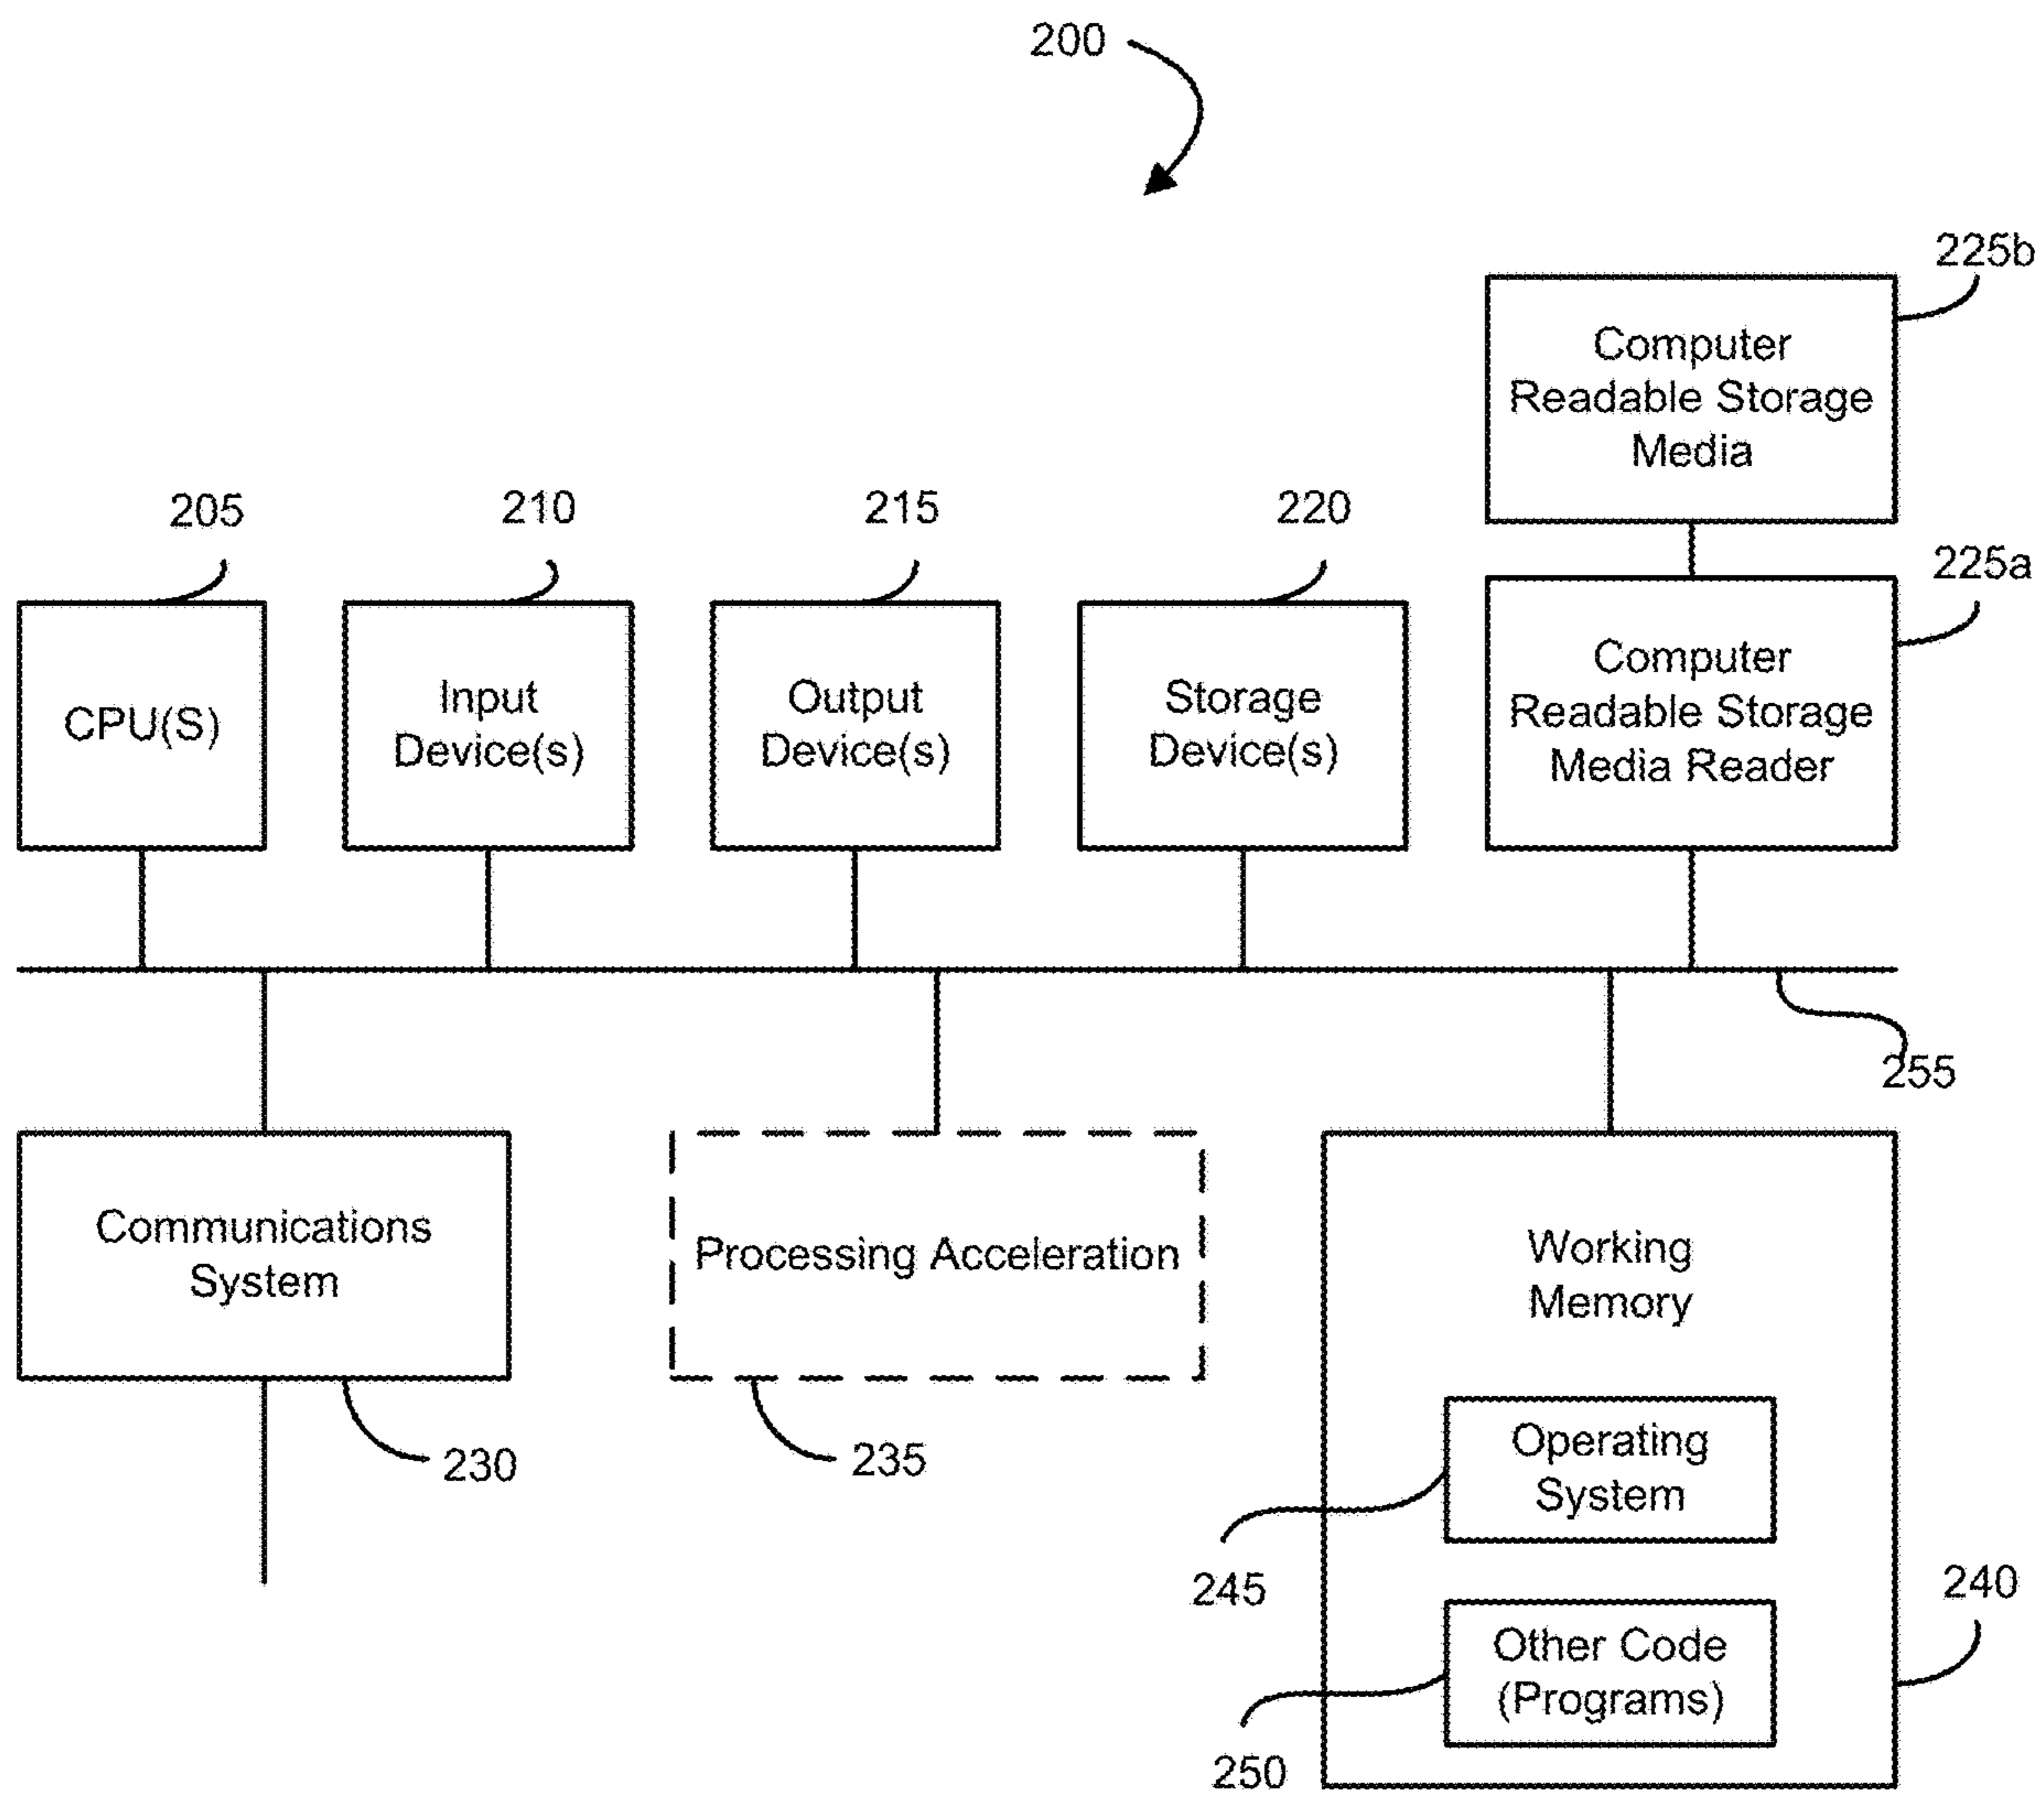 200
225b
Computer
Readable Storage
Media
205
210
215
220
225a
CPU(S)
Input
Device(s)
Output
Device(s)
Storage
Device(s)
Computer
Readable Storage
Media Reader
255
Communications
System
Processing Acceleration
Working
Memory
230
235
Operating
System
245
240
Other Code
(Programs)
250